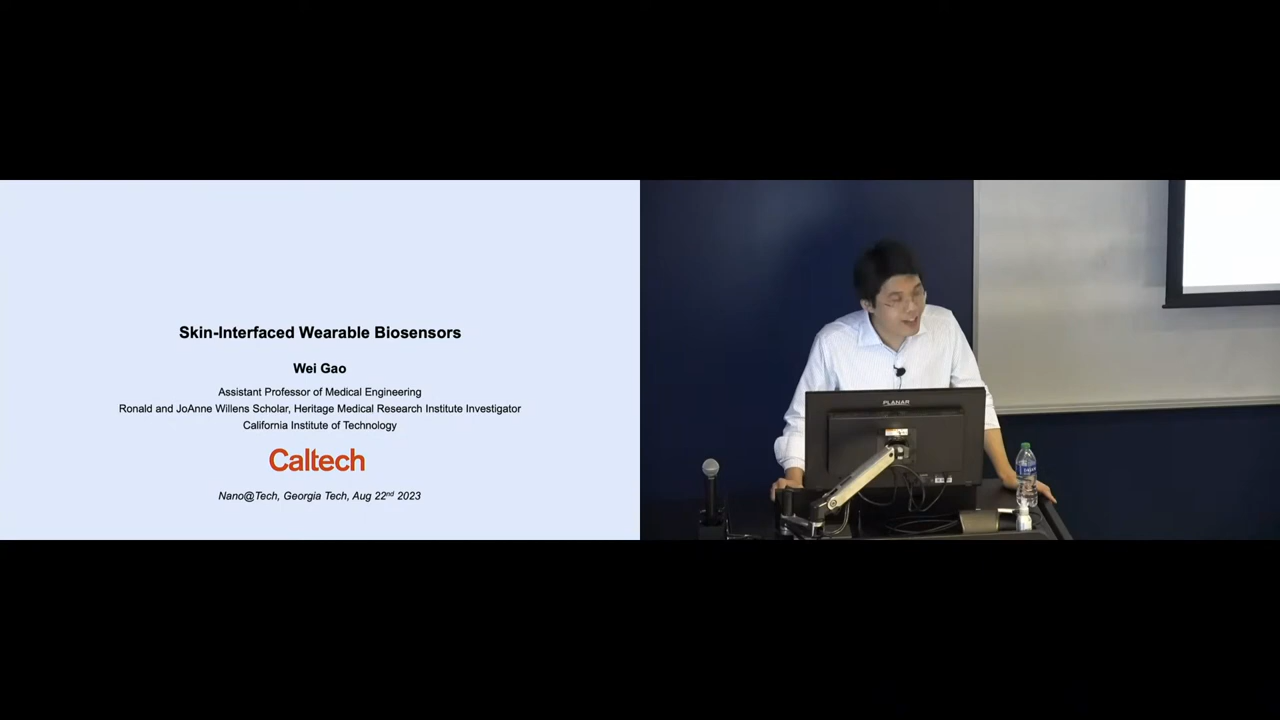 Skin-Interfaced Wearable Biosensors
Wei Gao
Assistant Professor of Medical Engineering
Ronald and JoAnne Willens Scholar, Heritage Medical Research Institute Investigator
California Institute of Technology
Caltech
Nano@Tech, Georgia Tech, Aug 22nd 2023
PLANAR